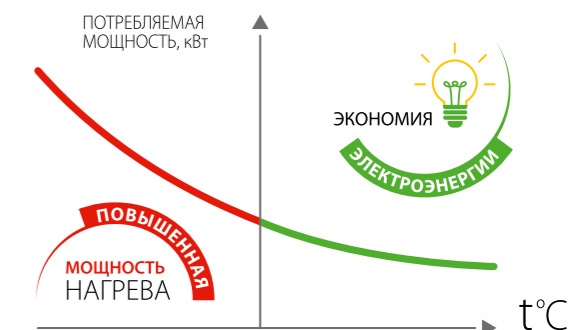 ПОТРЕБЛЯЕМАЯ
МОЩНОСТЬ, кВт
ЭКОНОМИЯ
ЭЛЕКТРОЭНЕРГИИ
ПОВЫШЕННАЯ
МОЩНОСТЬ
НАГРЕВА
t°C